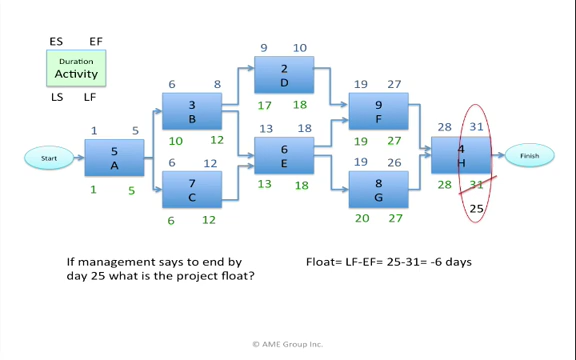 ES EF
Duration
Activity
LS LF
Start
1 5
5
A
1 5
6 8
3
B
10 12
6 12
7
C
6 12
9 10
2
D
17 18
13 18
6
E
13 18
19 27
9
F
19 27
19 26
8
G
20 27
28 31
4
H
28 31
25
Finish
If management says to end by
day 25 what is the project float?
Float= LF-EF= 25-31= -6 days
© AME Group Inc.